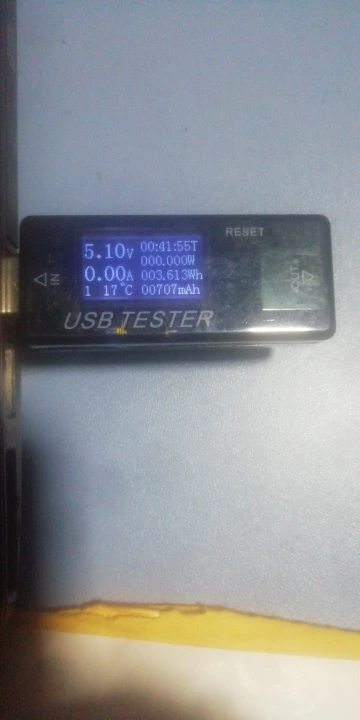 RESET
5.10V 00:41:55T
000.000W
0.00A 003.613Wh
1 17°C 00707mAh
IN
OUT
USB TESTER